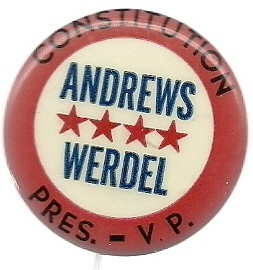 CONSTITUTION
ANDREWS
WERDEL
PRES. - V.P.